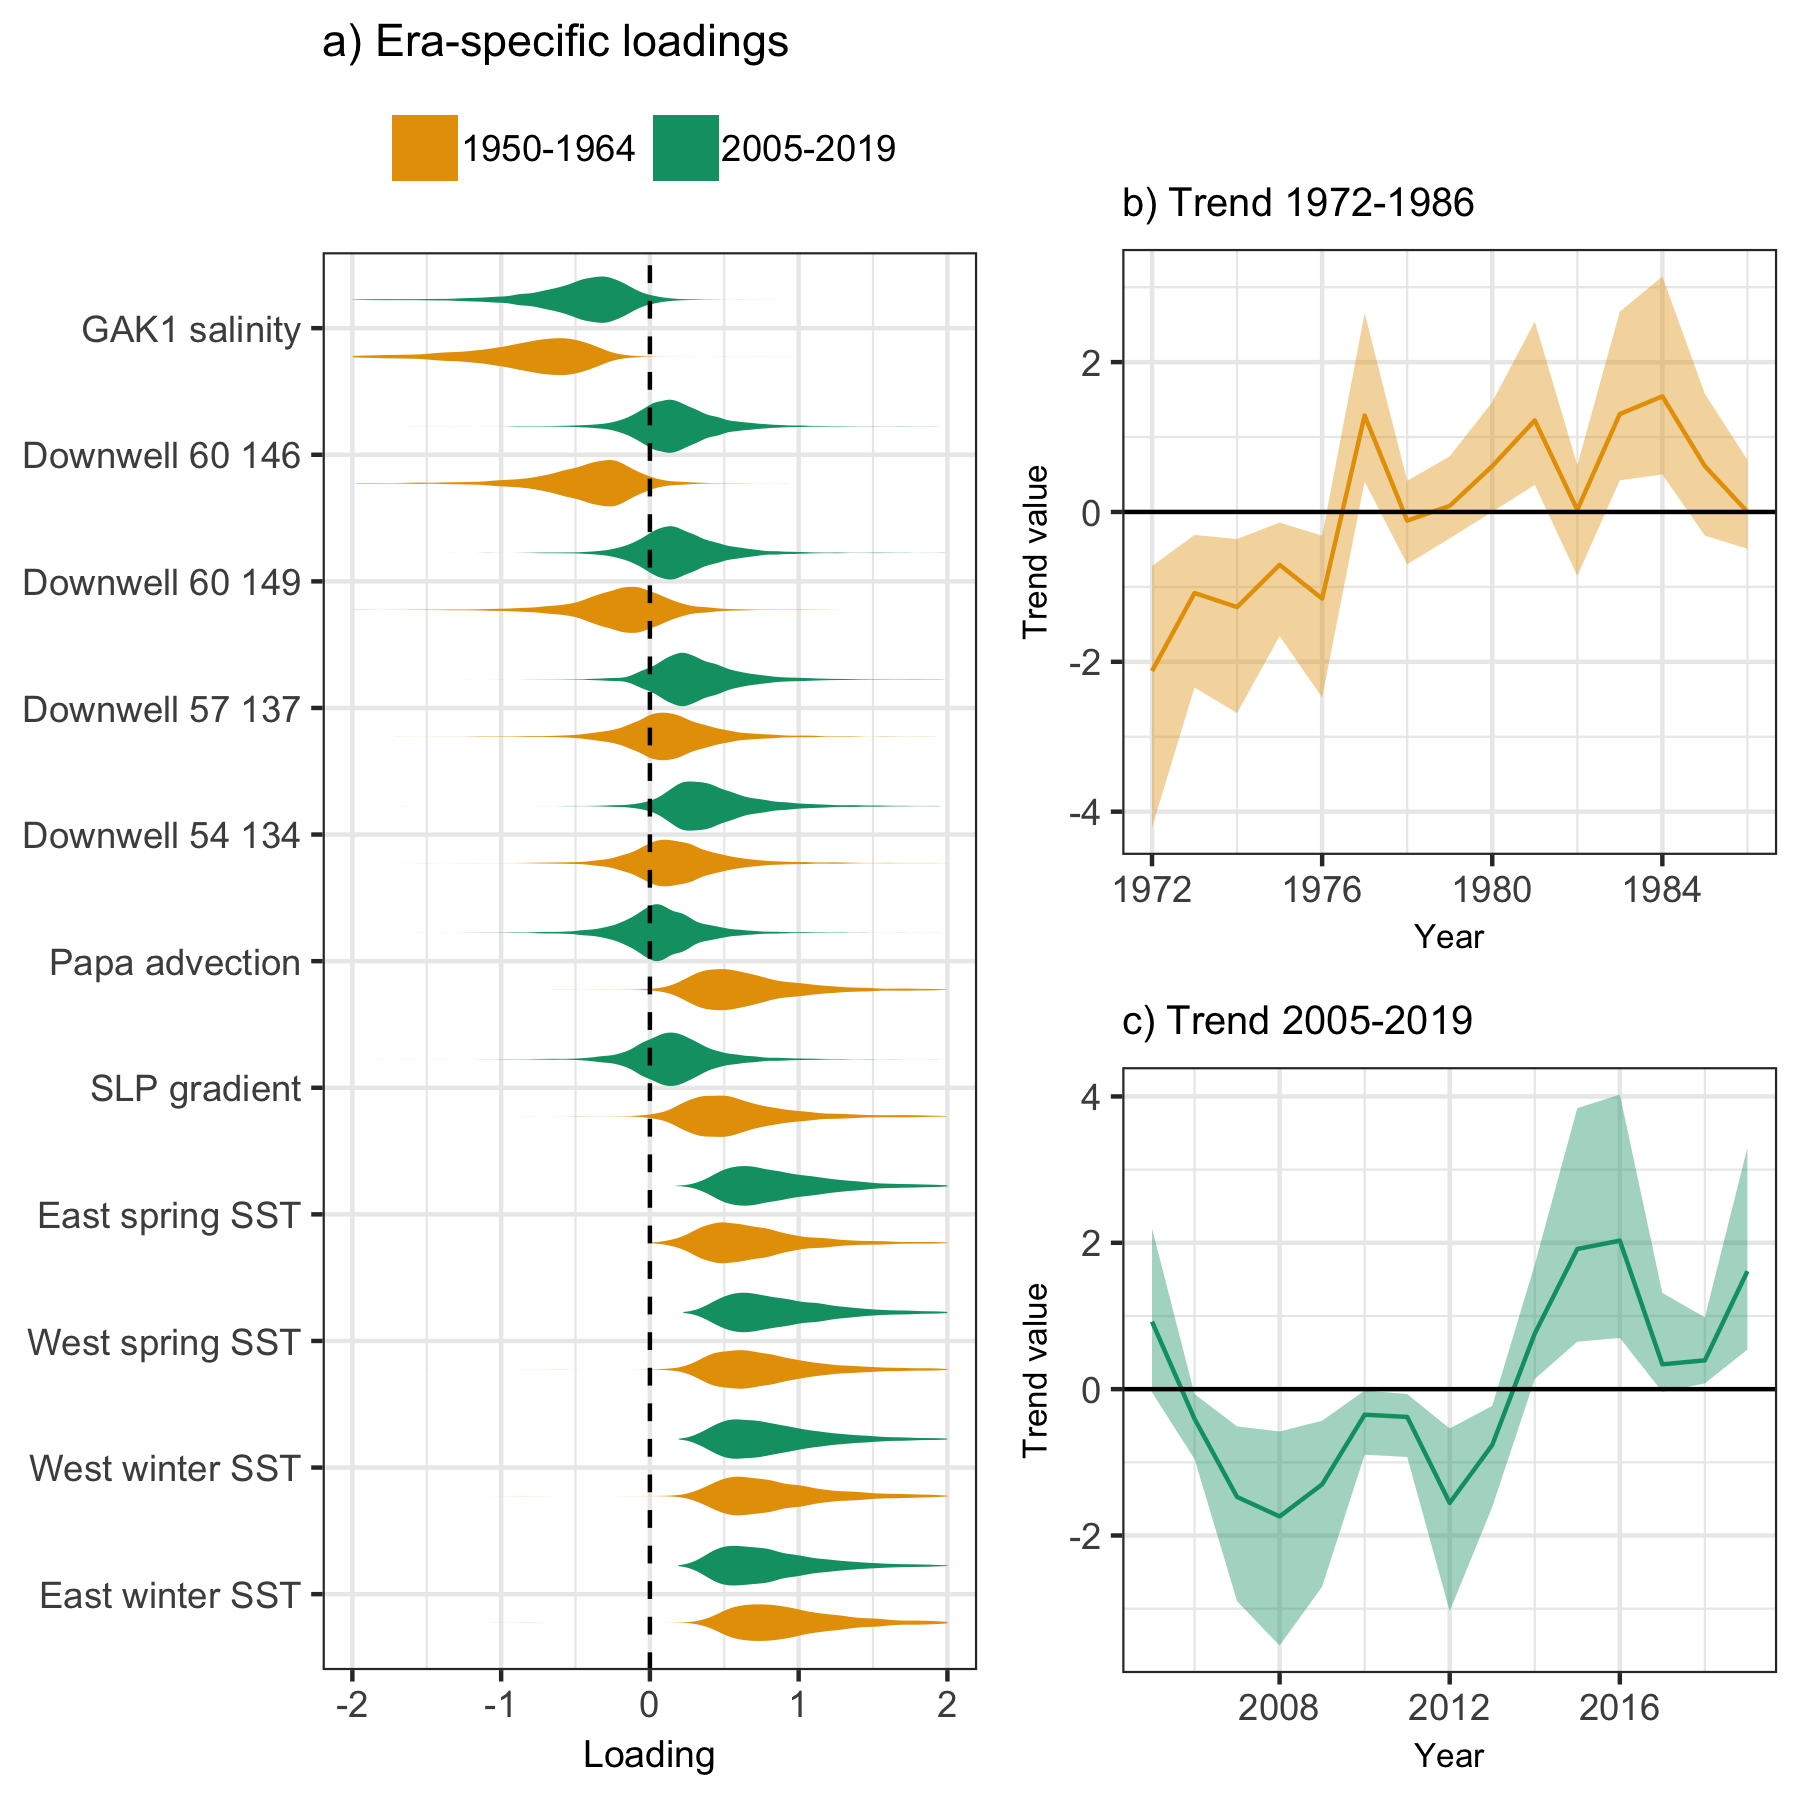 a) Era-specific loadings
1950-1964
2005-2019
GAK1 salinity
Downwell 60 146
Downwell 60 149
Downwell 57 137
Downwell 54 134
Papa advection
SLP gradient
East spring SST
West spring SST
West winter SST
East winter SST
-2 -1 0 1 2
Loading
b) Trend 1972-1986
Trend value
2
0
-2
-4
1972 1976 1980 1984
Year
c) Trend 2005-2019
Trend value
4
2
0
-2
2008 2012 2016
Year